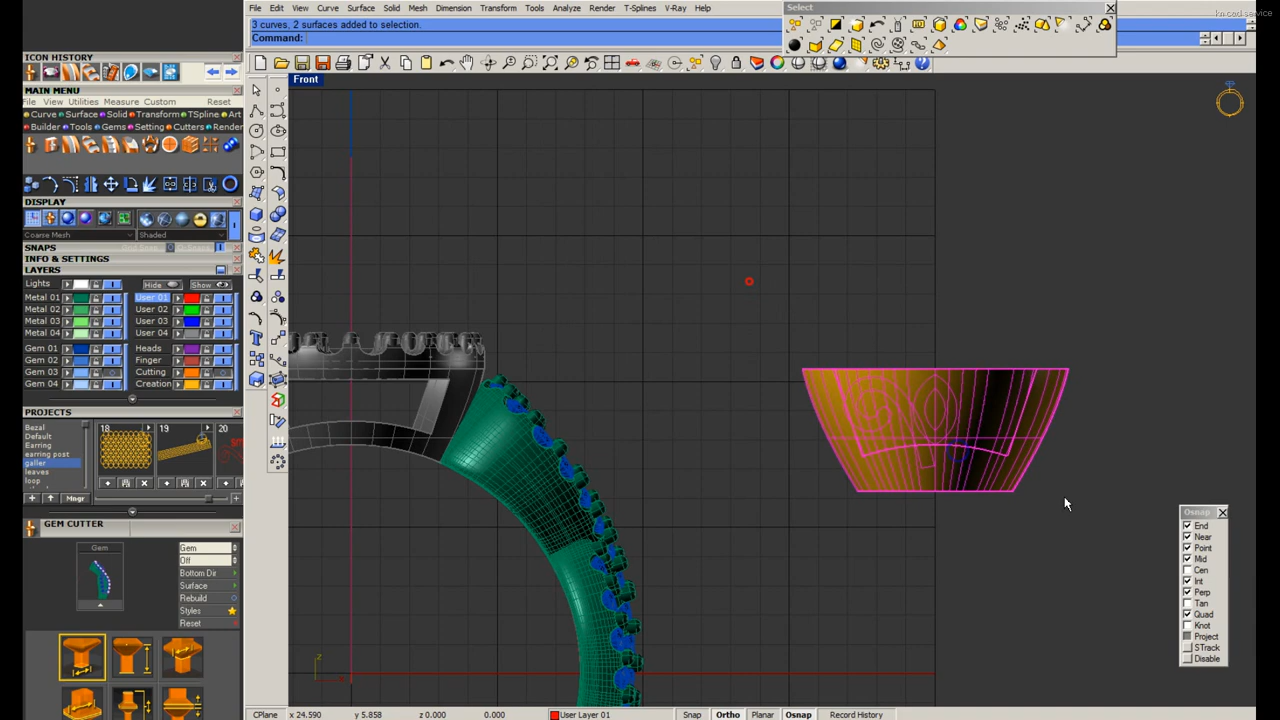 File Edit View Curve Surface Solid Mesh Dimension Transform Tools Analyze Render T-Splines V-Ray Help
Select
kn cad service
3 curves, 2 surfaces added to selection.
Command:
Front
ICON HISTORY
MAIN MENU
File View Utilities Measure Custom Reset
Curve Surface Solid Transform TSpline Art
Builder Tools Gems Setting Cutters Render
DISPLAY
Coarse Mesh Shaded
SNAPS
INFO & SETTINGS
LAYERS
Lights Hide Show
Metal 01 User 01
Metal 02 User 02
Metal 03 User 03
Metal 04 User 04
Gem 01 Heads
Gem 02 Finger
Gem 03 Cutting
Gem 04 Creation
PROJECTS
Bezal
Default
Earring
earring post
galler
leaves
loop
18 19 20
Mngr
GEM CUTTER
Gem
Gem
Off
Bottom Dir
Surface
Rebuild
Styles
Reset
z
Osnap
End
Near
Point
Mid
Cen
Int
Perp
Tan
Quad
Knot
Project
STrack
Disable
CPlane x 24.590 y 5.858 z 0.000 0.000 User Layer 01 Snap Ortho Planar Osnap Record History